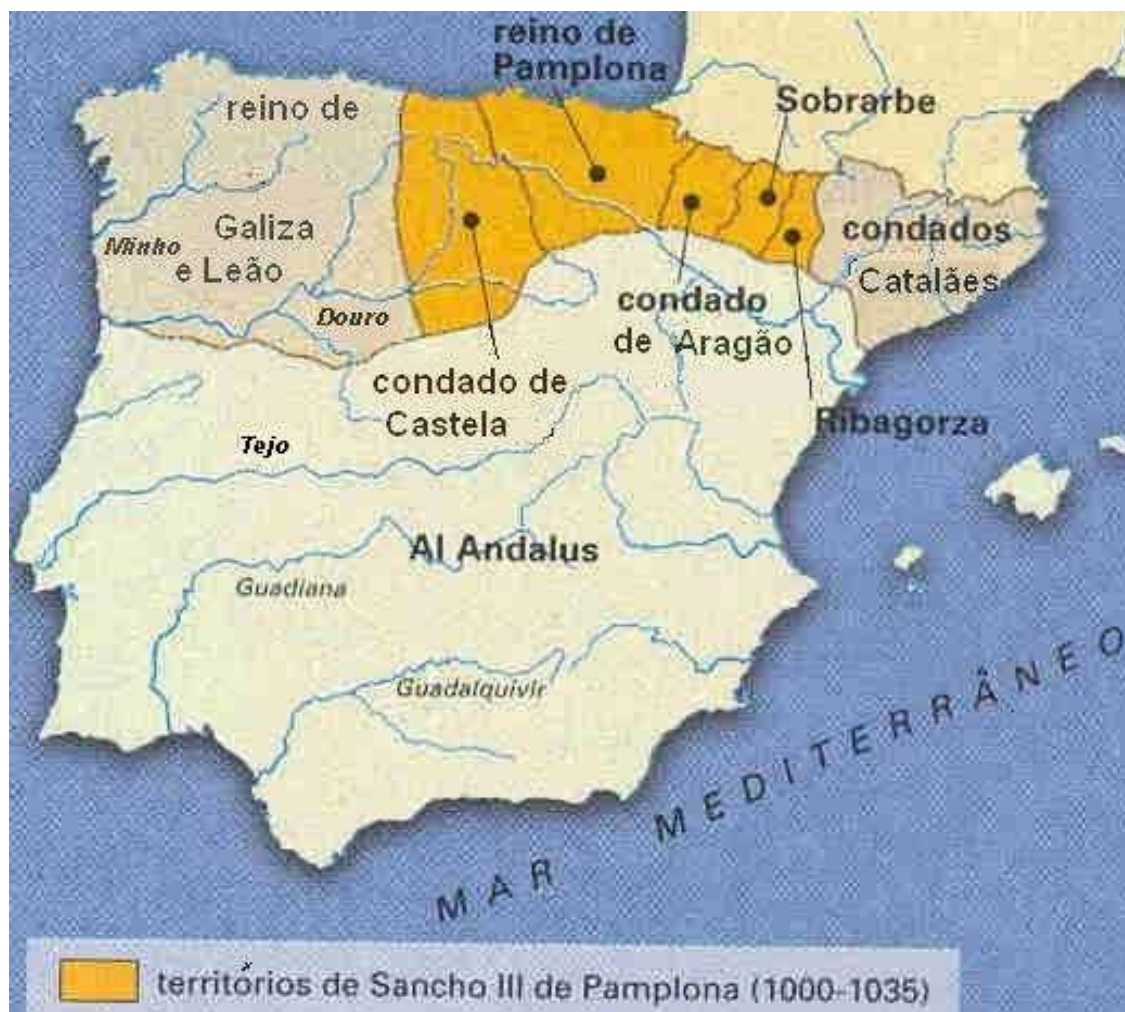 reino de
Pamplona
Sobrarbe
reino de
Galiza
e Leão
Minho
condados
Catalães
Douro
condado
de Aragão
condado de
Castela
Ribagorza
Tejo
Al Andalus
Guadiana
Guadalquivir
MAR MEDITERRÂNEO
territórios de Sancho III de Pamplona (1000-1035)